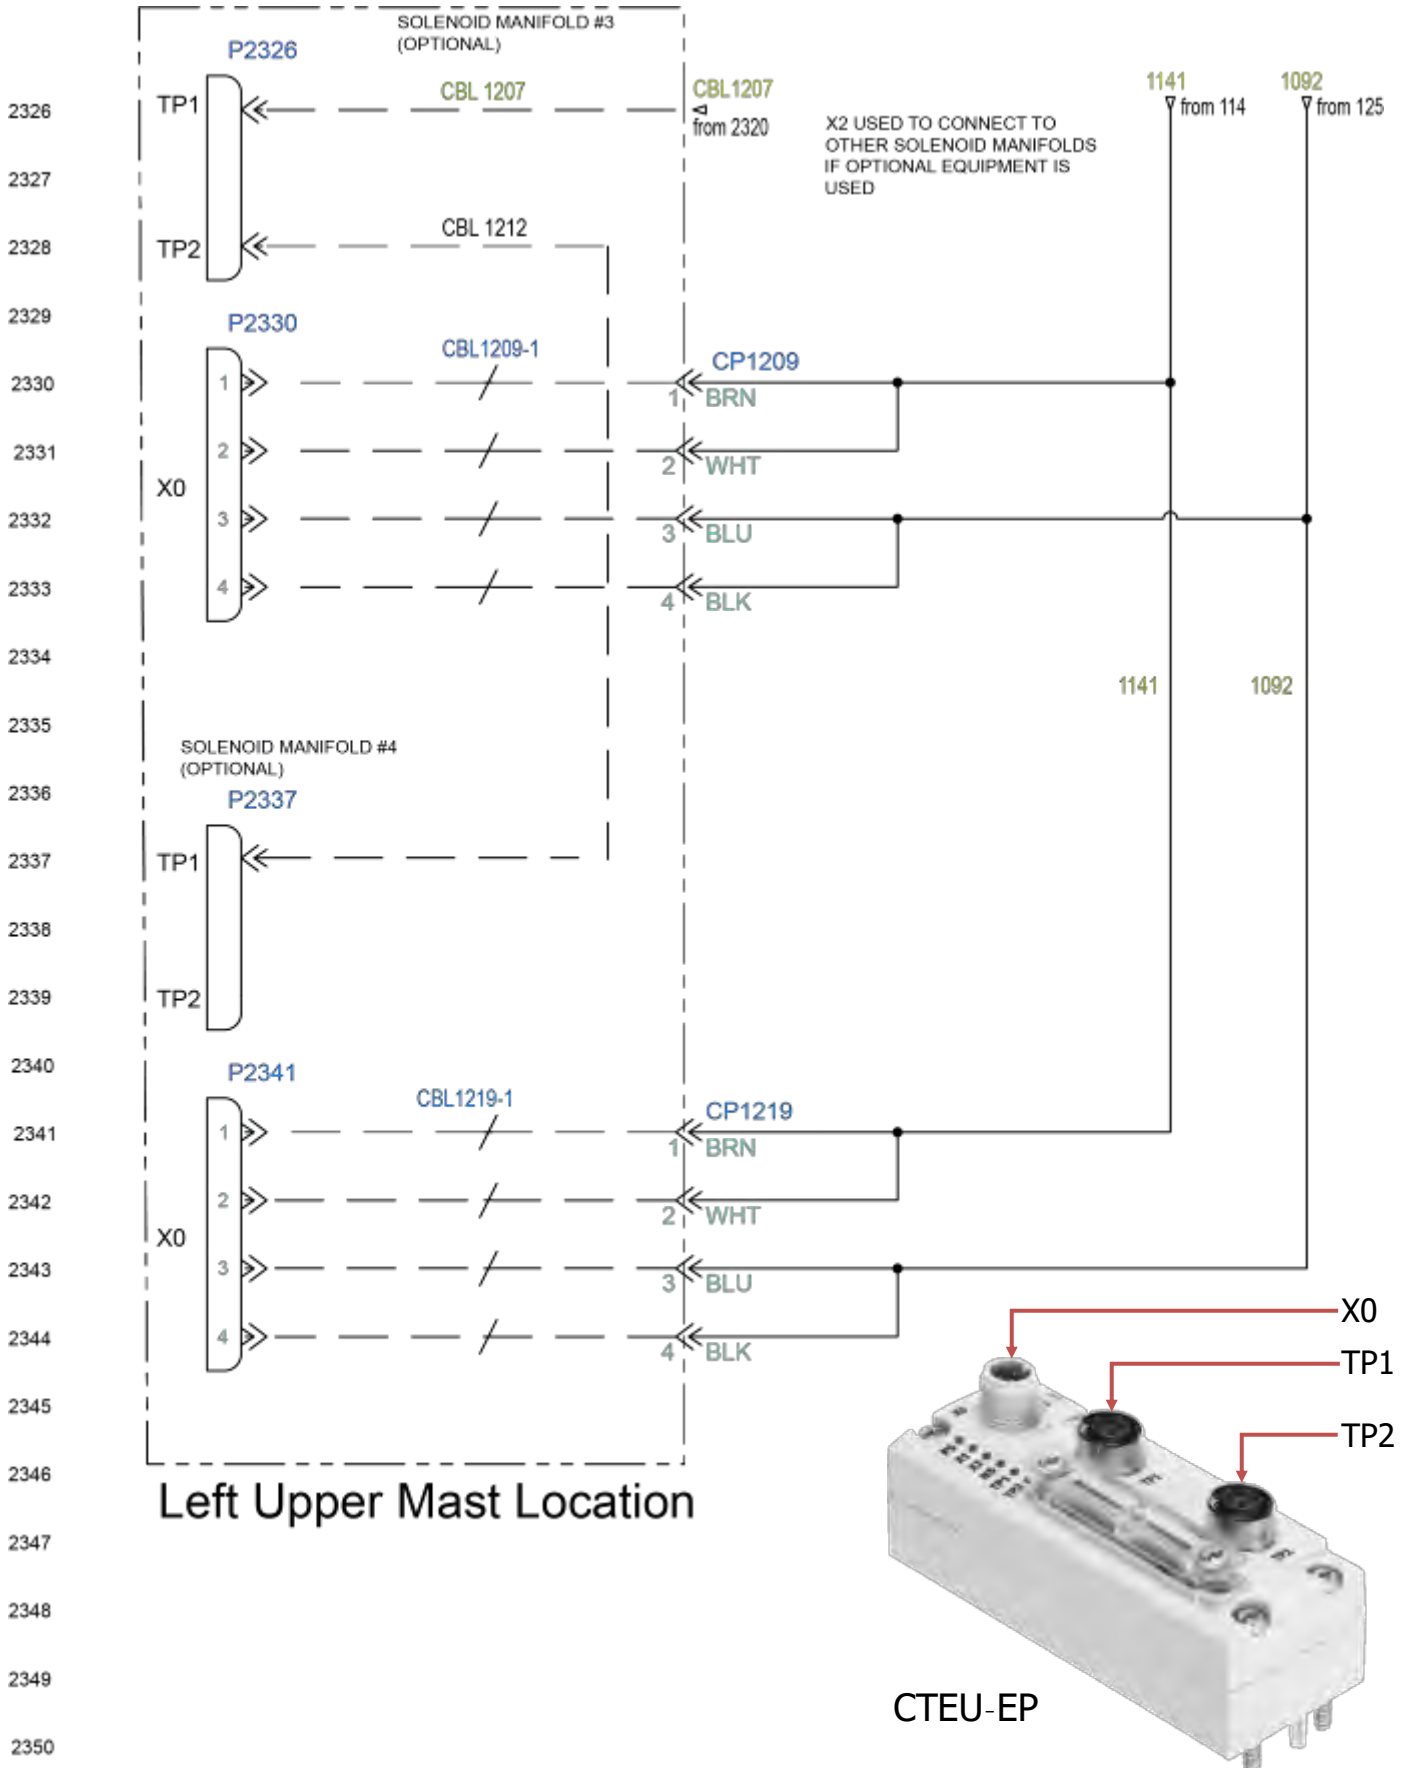 SOLENOID MANIFOLD #3
(OPTIONAL)
P2326
2326
TP1
CBL 1207
CBL1207
from 2320
1141
from 114
1092
from 125
X2 USED TO CONNECT TO
OTHER SOLENOID MANIFOLDS
IF OPTIONAL EQUIPMENT IS
USED
2327
2328
TP2
CBL 1212
2329
P2330
CBL1209-1
CP1209
2330
1
1 BRN
2331
2
2 WHT
X0
2332
3
3 BLU
2333
4
4 BLK
2334
1141
1092
2335
SOLENOID MANIFOLD #4
(OPTIONAL)
2336
P2337
2337
TP1
2338
2339
TP2
2340
P2341
CBL1219-1
CP1219
2341
1
1 BRN
2342
2
2 WHT
X0
2343
3
3 BLU
2344
4
4 BLK
X0
TP1
TP2
2345
2346
Left Upper Mast Location
2347
2348
2349
CTEU-EP
2350